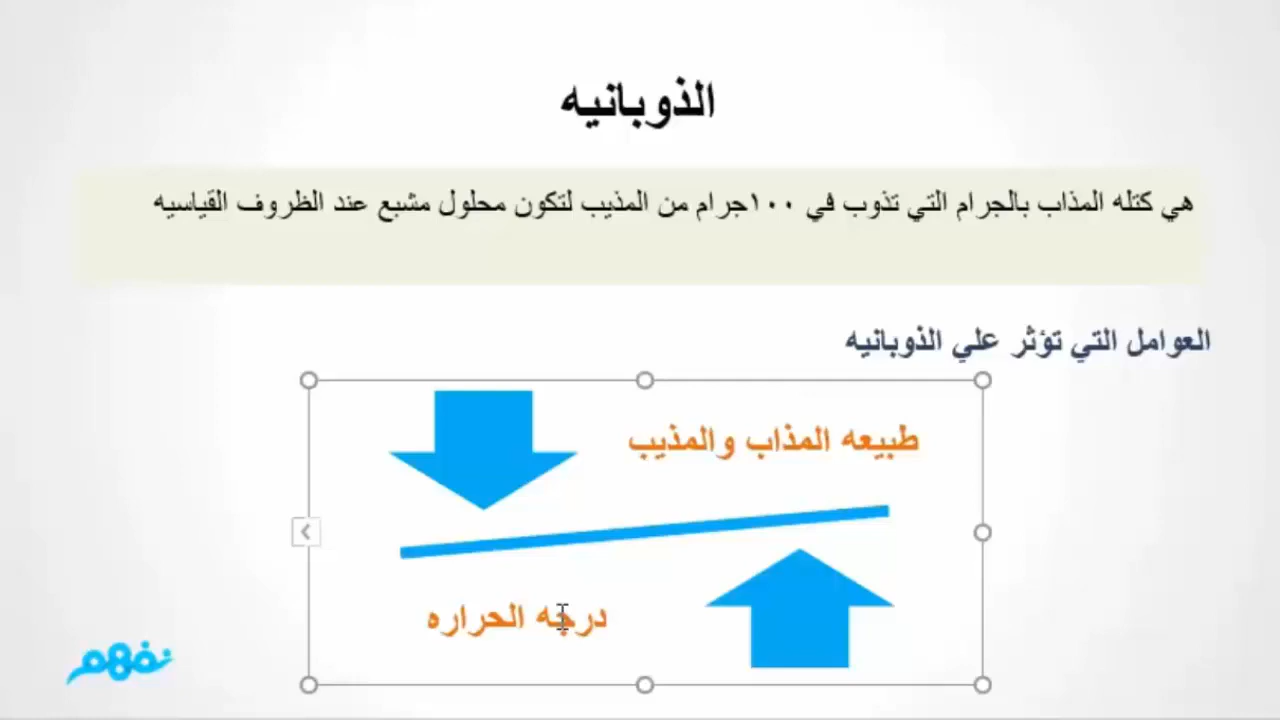 الذوبانيه
هي كتله المذاب بالجرام التي تذوب في ١٠٠جرام من المذيب لتكون محلول مشبع عند الظروف القياسيه
العوامل التي تؤثر علي الذوبانيه
طبيعه المذاب والمذيب
درجه الحراره
نفهم